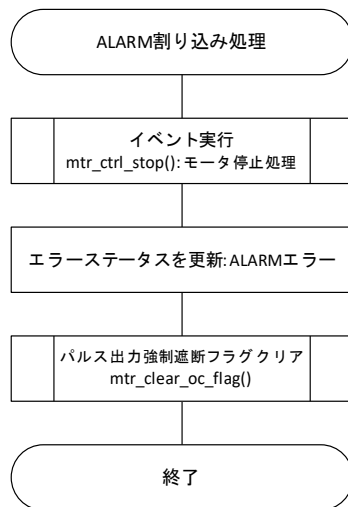 ALARM割り込み処理
イベント実行
mtr_ctrl_stop(): モータ停止処理
エラーステータスを更新: ALARMエラー
パルス出力強制遮断フラグクリア
mtr_clear_oc_flag()
終了